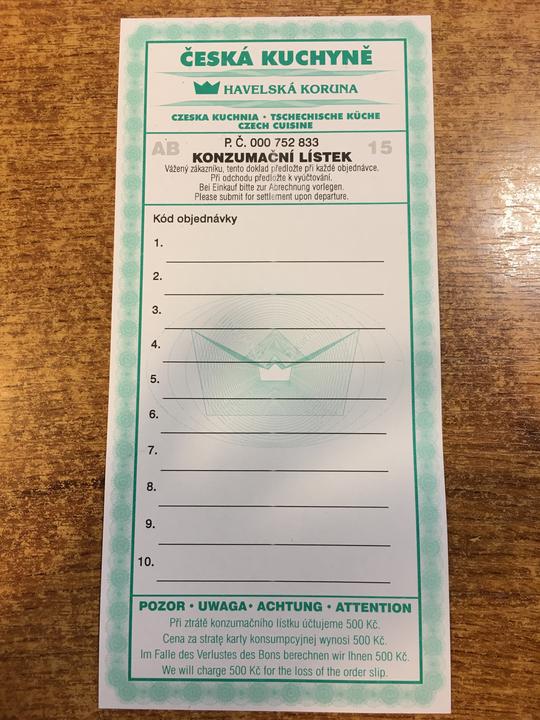 ČESKÁ KUCHYNĚ
HAVELSKÁ KORUNA
CZESKA KUCHNIA • TSCHECHISCHE KÜCHE
CZECH CUISINE
AB P. Č. 000 752 833 15
KONZUMAČNÍ LÍSTEK
Vážený zákazníku, tento doklad předložte při každé objednávce.
Při odchodu předložte k vyúčtování.
Bei Einkauf bitte zur Abrechnung vorlegen.
Please submit for settlement upon departure.
Kód objednávky
1.
2.
3.
4.
5.
6.
7.
8.
9.
10.
POZOR • UWAGA • ACHTUNG • ATTENTION
Při ztrátě konzumačního lístku účtujeme 500 Kč.
Cena za stratę karty konsumpcyjnej wynosi 500 Kč.
Im Falle des Verlustes des Bons berechnen wir Ihnen 500 Kč.
We will charge 500 Kč for the loss of the order slip.